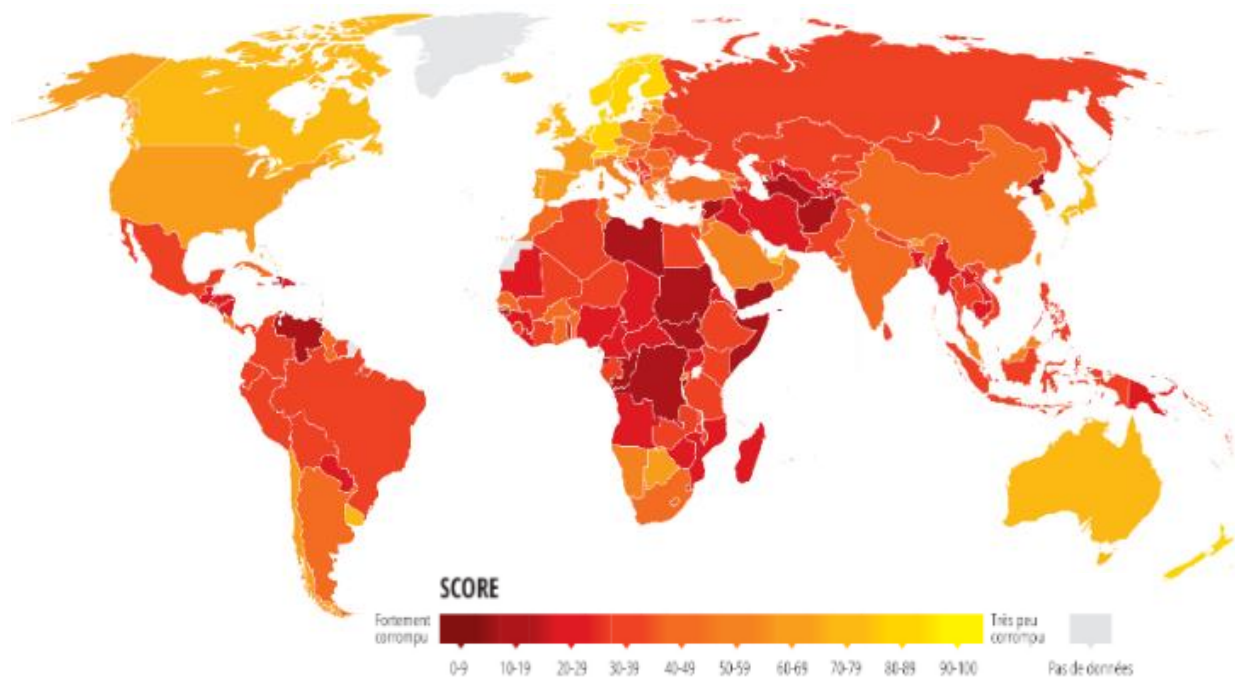 SCORE
Fortement
corrompu
Très peu
corrompu
0-9 10-19 20-29 30-39 40-49 50-59 60-69 70-79 80-89 90-100 Pas de données